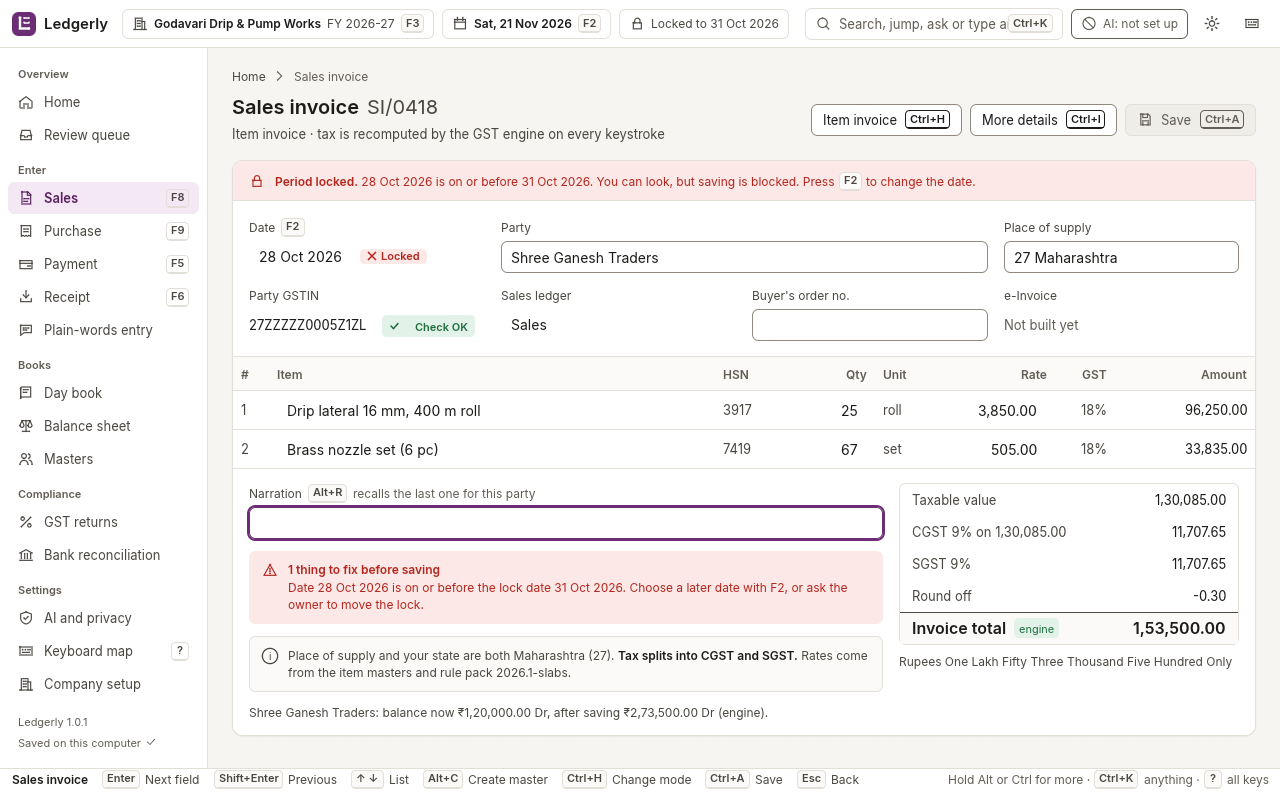 Ledgerly
Godavari Drip & Pump Works FY 2026-27 F3
Sat, 21 Nov 2026 F2
Locked to 31 Oct 2026
Search, jump, ask or type a Ctrl+K
AI: not set up
Overview
Home
Review queue
Enter
Sales F8
Purchase F9
Payment F5
Receipt F6
Plain-words entry
Books
Day book
Balance sheet
Masters
Compliance
GST returns
Bank reconciliation
Settings
AI and privacy
Keyboard map ?
Company setup
Ledgerly 1.0.1
Saved on this computer
Home Sales invoice
Sales invoice SI/0418
Item invoice · tax is recomputed by the GST engine on every keystroke
Item invoice Ctrl+H
More details Ctrl+I
Save Ctrl+A
Period locked. 28 Oct 2026 is on or before 31 Oct 2026. You can look, but saving is blocked. Press F2 to change the date.
Date F2
28 Oct 2026 Locked
Party
Shree Ganesh Traders
Place of supply
27 Maharashtra
Party GSTIN
27ZZZZZ0005Z1ZL Check OK
Sales ledger
Sales
Buyer's order no.
e-Invoice
Not built yet
# Item HSN Qty Unit Rate GST Amount
1 Drip lateral 16 mm, 400 m roll 3917 25 roll 3,850.00 18% 96,250.00
2 Brass nozzle set (6 pc) 7419 67 set 505.00 18% 33,835.00
Narration Alt+R recalls the last one for this party
1 thing to fix before saving
Date 28 Oct 2026 is on or before the lock date 31 Oct 2026. Choose a later date with F2, or ask the
owner to move the lock.
Place of supply and your state are both Maharashtra (27). Tax splits into CGST and SGST. Rates come
from the item masters and rule pack 2026.1-slabs.
Shree Ganesh Traders: balance now ₹1,20,000.00 Dr, after saving ₹2,73,500.00 Dr (engine).
Taxable value 1,30,085.00
CGST 9% on 1,30,085.00 11,707.65
SGST 9% 11,707.65
Round off -0.30
Invoice total engine 1,53,500.00
Rupees One Lakh Fifty Three Thousand Five Hundred Only
Sales invoice Enter Next field Shift+Enter Previous ↑ ↓ List Alt+C Create master Ctrl+H Change mode Ctrl+A Save Esc Back Hold Alt or Ctrl for more · Ctrl+K anything · ? all keys